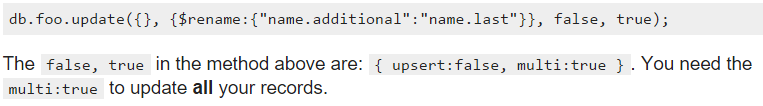 db.foo.update({}, {$rename:{"name.additional":"name.last"}}, false, true);
The false, true in the method above are: { upsert:false, multi:true } . You need the
multi:true to update all your records.